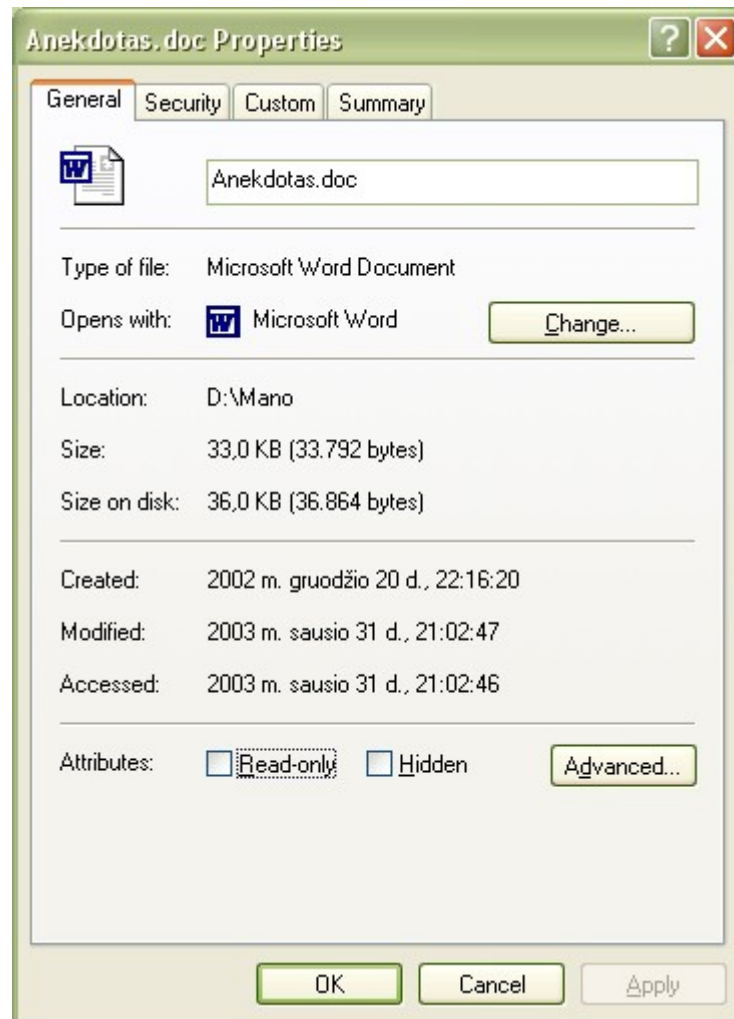 Anekdotas.doc Properties
General Security Custom Summary
Anekdotas.doc
Type of file: Microsoft Word Document
Opens with: Microsoft Word Change...
Location: D:\Mano
Size: 33,0 KB (33.792 bytes)
Size on disk: 36,0 KB (36.864 bytes)
Created: 2002 m. gruodžio 20 d., 22:16:20
Modified: 2003 m. sausio 31 d., 21:02:47
Accessed: 2003 m. sausio 31 d., 21:02:46
Attributes: Read-only Hidden Advanced...
OK Cancel Apply